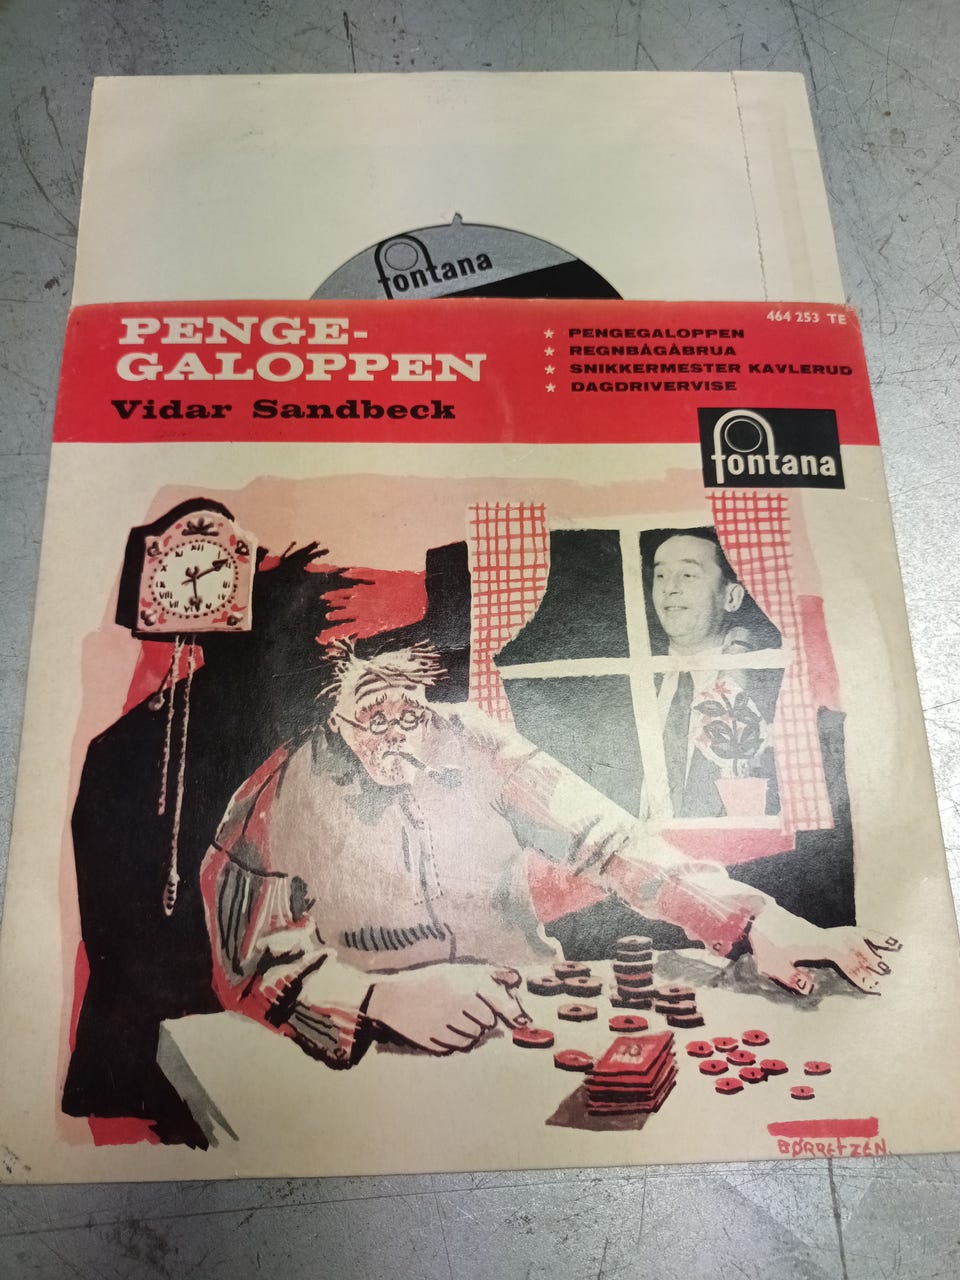 fontana
PENGE-
GALOPPEN
Vidar Sandbeck
464 253 TE
★ PENGEGALOPPEN
★ REGNBÅGÅBRUA
★ SNIKKERMESTER KAVLERUD
★ DAGDRIVERVISE
fontana
BØRRETZEN.